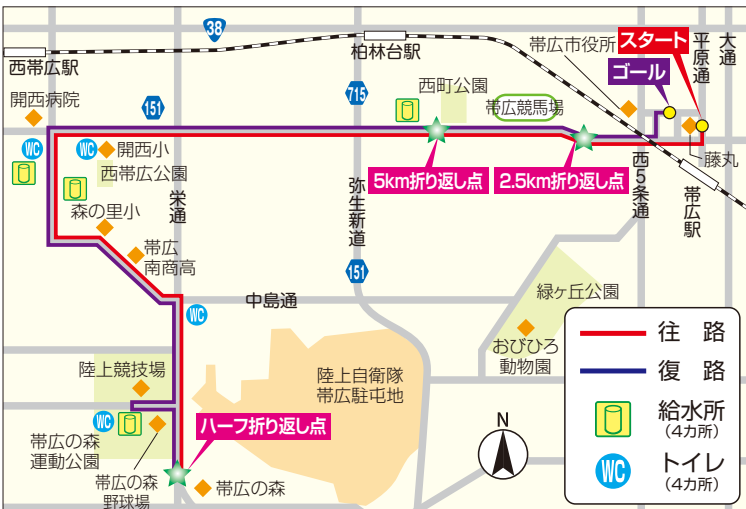 38
柏林台駅
帯広市役所
スタート
平原通
大通
ゴール
西帯広駅
開西病院
151
715
西町公園
帯広競馬場
WC
WC
開西小
西帯広公園
5km折り返し点
2.5km折り返し点
西5条通
藤丸
帯広駅
森の里小
栄通
弥生新道
帯広
南商高
151
中島通
WC
緑ヶ丘公園
おびひろ
動物園
陸上競技場
陸上自衛隊
帯広駐屯地
WC
ハーフ折り返し点
帯広の森
運動公園
帯広の森
野球場
帯広の森
N
往路
復路
給水所
(4カ所)
WC
トイレ
(4カ所)